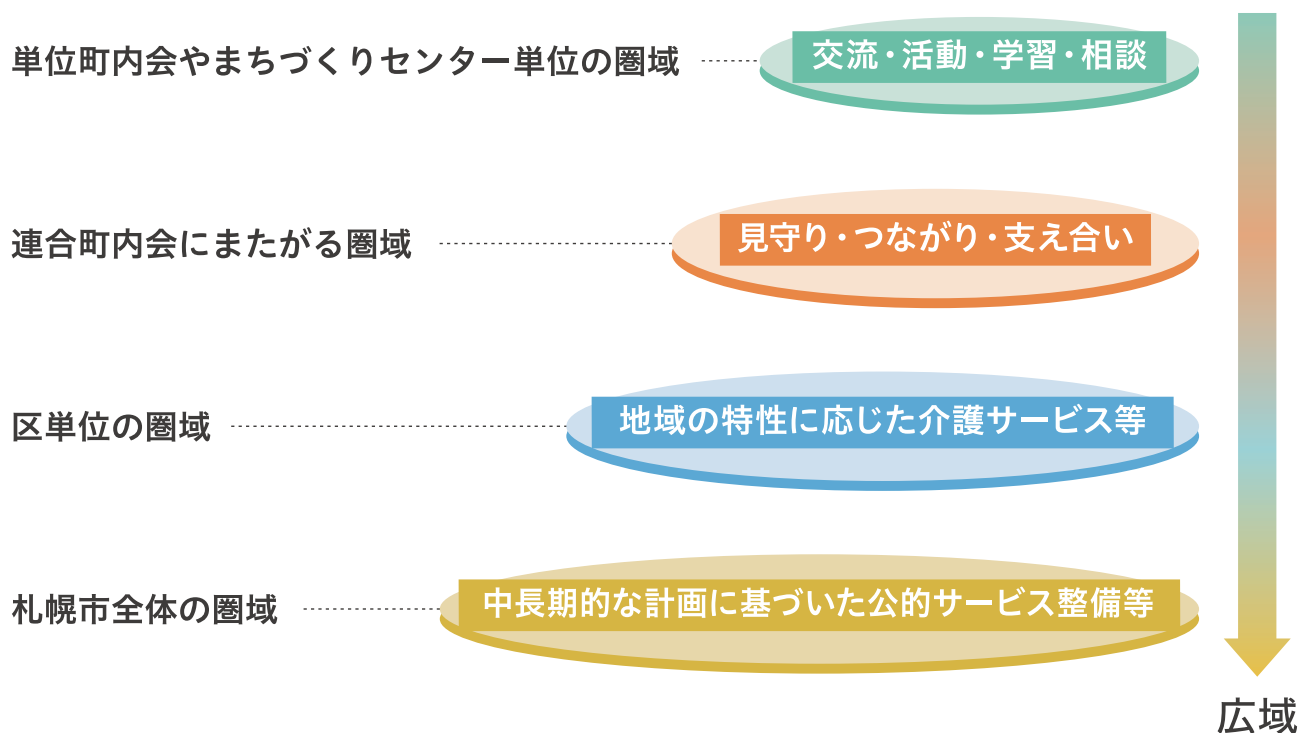 単位町内会やまちづくりセンター単位の圏域
交流・活動・学習・相談
連合町内会にまたがる圏域
見守り・つながり・支え合い
区単位の圏域
地域の特性に応じた介護サービス等
札幌市全体の圏域
中長期的な計画に基づいた公的サービス整備等
広域